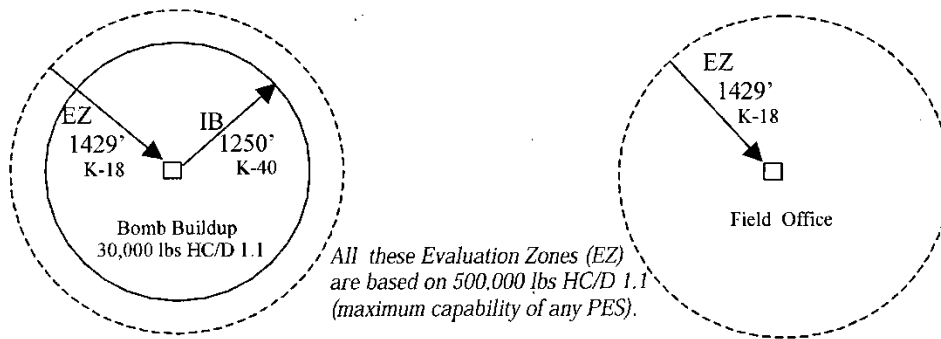 EZ
1429’
K-18
IB
1250’
K-40
Bomb Buildup
30,000 lbs HC/D 1.1
All these Evaluation Zones (EZ)
are based on 500,000 lbs HC/D 1.1
(maximum capability of any PES).
EZ
1429’
K-18
Field Office